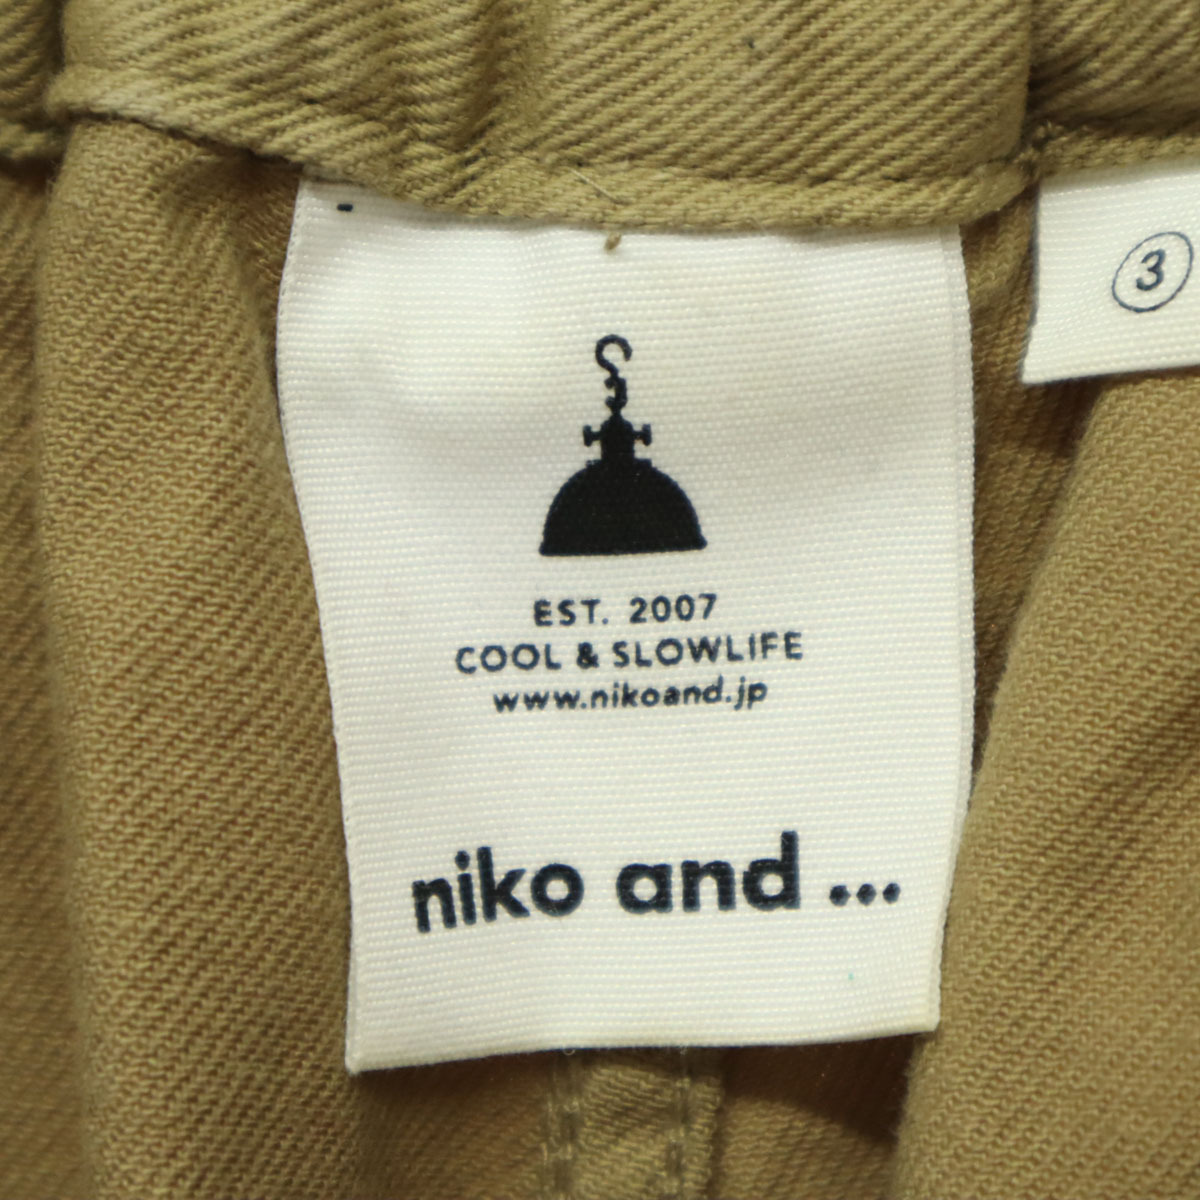 ③
EST. 2007
COOL & SLOWLIFE
www.nikoand.jp
niko and ...